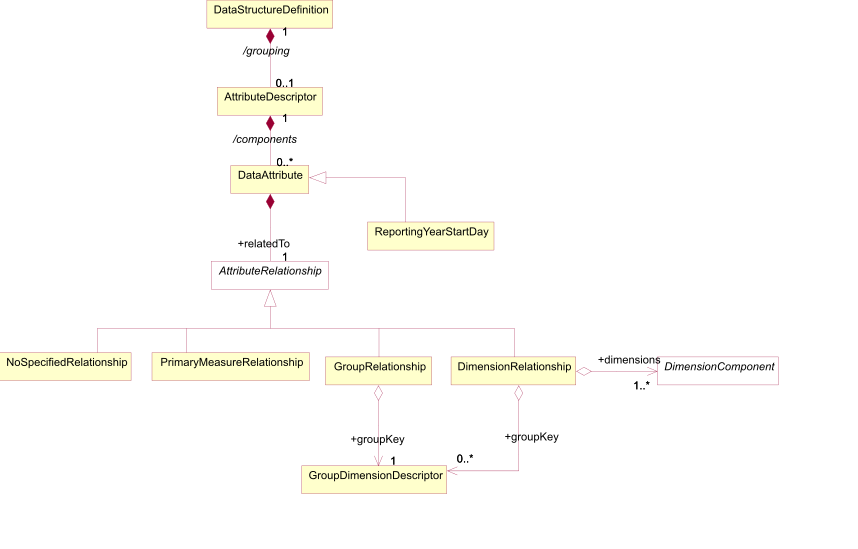 DataStructureDefinition
1
/grouping
0..1
AttributeDescriptor
1
/components
0..*
DataAttribute
ReportingYearStartDay
+relatedTo
1
AttributeRelationship
NoSpecifiedRelationship
PrimaryMeasureRelationship
GroupRelationship
DimensionRelationship
+dimensions
1..*
DimensionComponent
+groupKey
1
+groupKey
0..*
GroupDimensionDescriptor